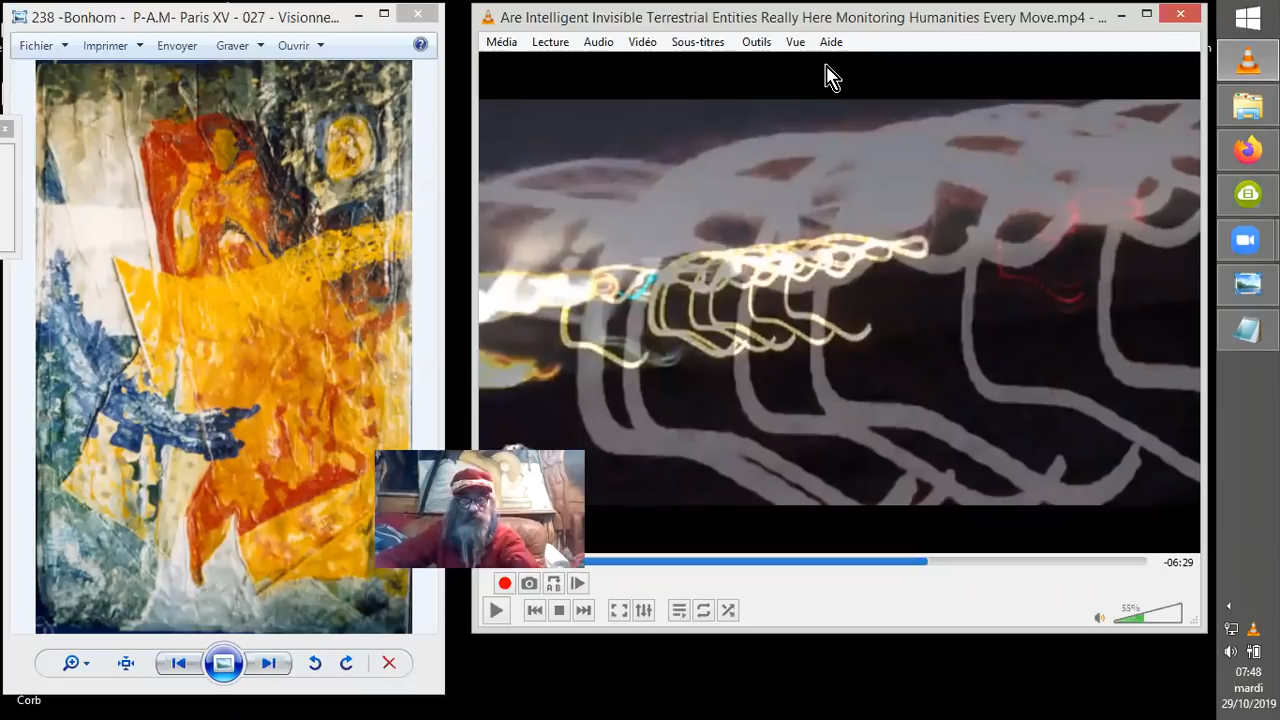 238 -Bonhom - P-A.M- Paris XV - 027 - Visionne...
Fichier Imprimer Envoyer Graver Ouvrir
Are Intelligent Invisible Terrestrial Entities Really Here Monitoring Humanities Every Move.mp4 - ...
Média Lecture Audio Vidéo Sous-titres Outils Vue Aide
-06:29
55%
Corb
07:48
mardi
29/10/2019